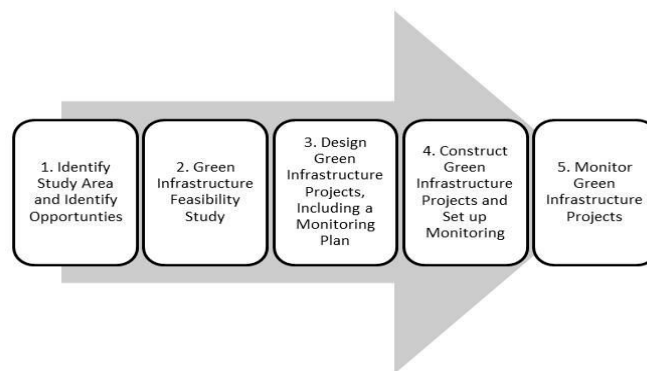 1. Identify
Study Area
and Identify
Opportunties
2. Green
Infrastructure
Feasibility
Study
3. Design
Green
Infrastructure
Projects,
Including a
Monitoring
Plan
4. Construct
Green
Infrastructure
Projects and
Set up
Monitoring
5. Monitor
Green
Infrastructure
Projects